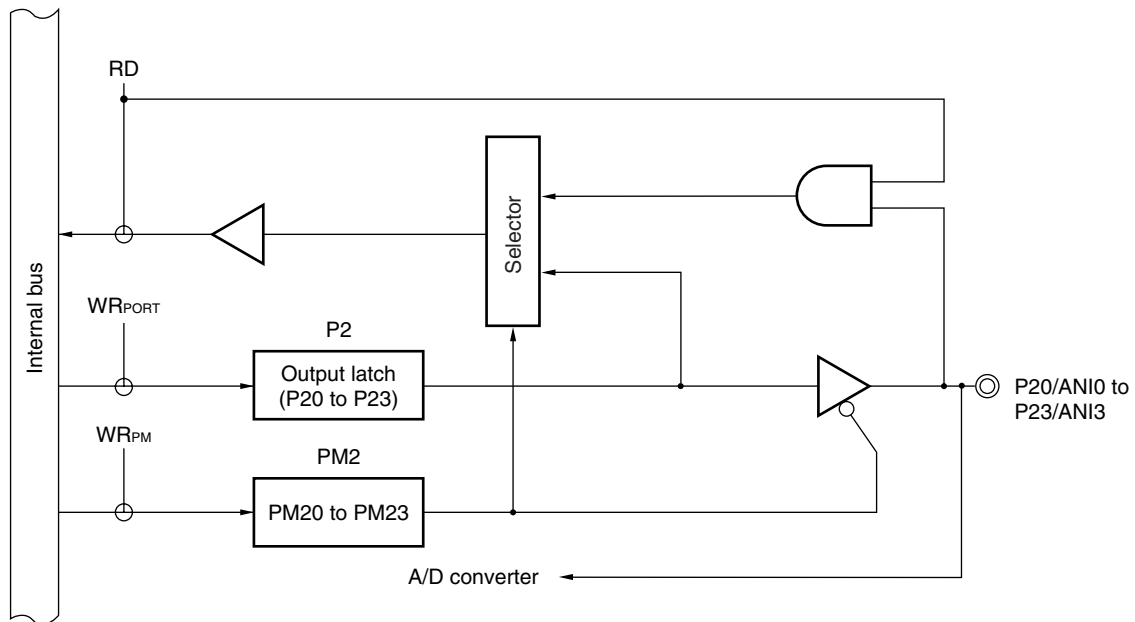 RD
Selector
Internal bus
WRPORT
P2
Output latch
(P20 to P23)
P20/ANI0 to
P23/ANI3
WRPM
PM2
PM20 to PM23
A/D converter